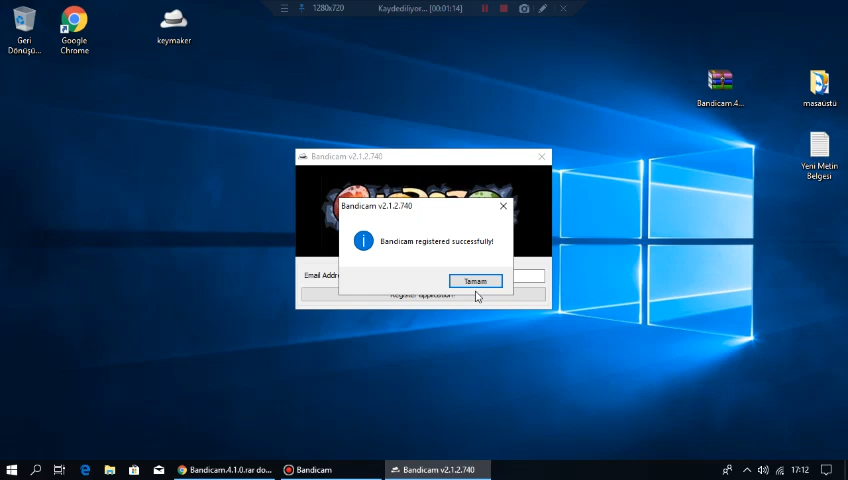 1280x720
Kaydediliyor... [00:01:14]
Geri
Dönüşü...
Google
Chrome
keymaker
Bandicam.4...
masaüstü
Yeni Metin
Belgesi
Bandicam v2.1.2.740
Bandicam v2.1.2.740
Bandicam registered successfully!
Email Addre
Tamam
Register application!
Bandicam.4.1.0.rar do...
Bandicam
Bandicam v2.1.2.740
17:12